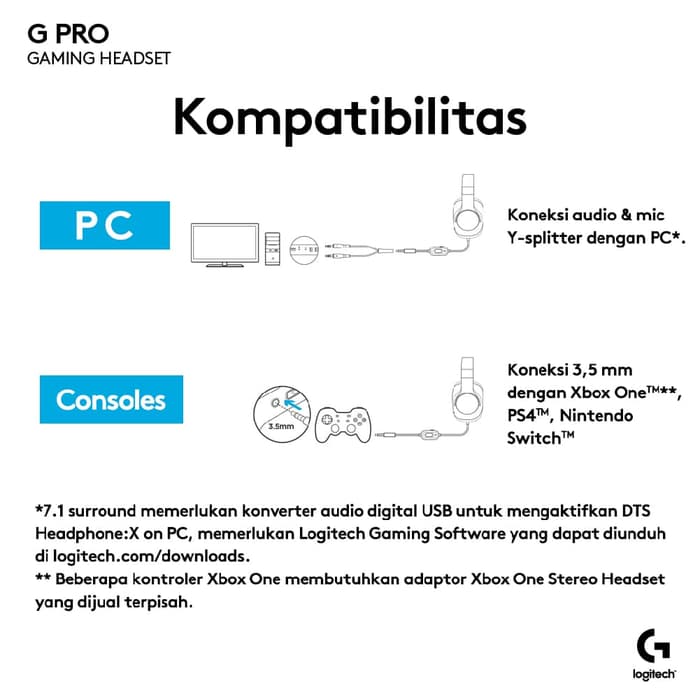 G PRO
GAMING HEADSET
Kompatibilitas
PC
Koneksi audio & mic
Y-splitter dengan PC*.
Consoles
3.5mm
Koneksi 3,5 mm
dengan Xbox One™**,
PS4™, Nintendo
Switch™
*7.1 surround memerlukan konverter audio digital USB untuk mengaktifkan DTS
Headphone:X on PC, memerlukan Logitech Gaming Software yang dapat diunduh
di logitech.com/downloads.
** Beberapa kontroler Xbox One membutuhkan adaptor Xbox One Stereo Headset
yang dijual terpisah.
logitech